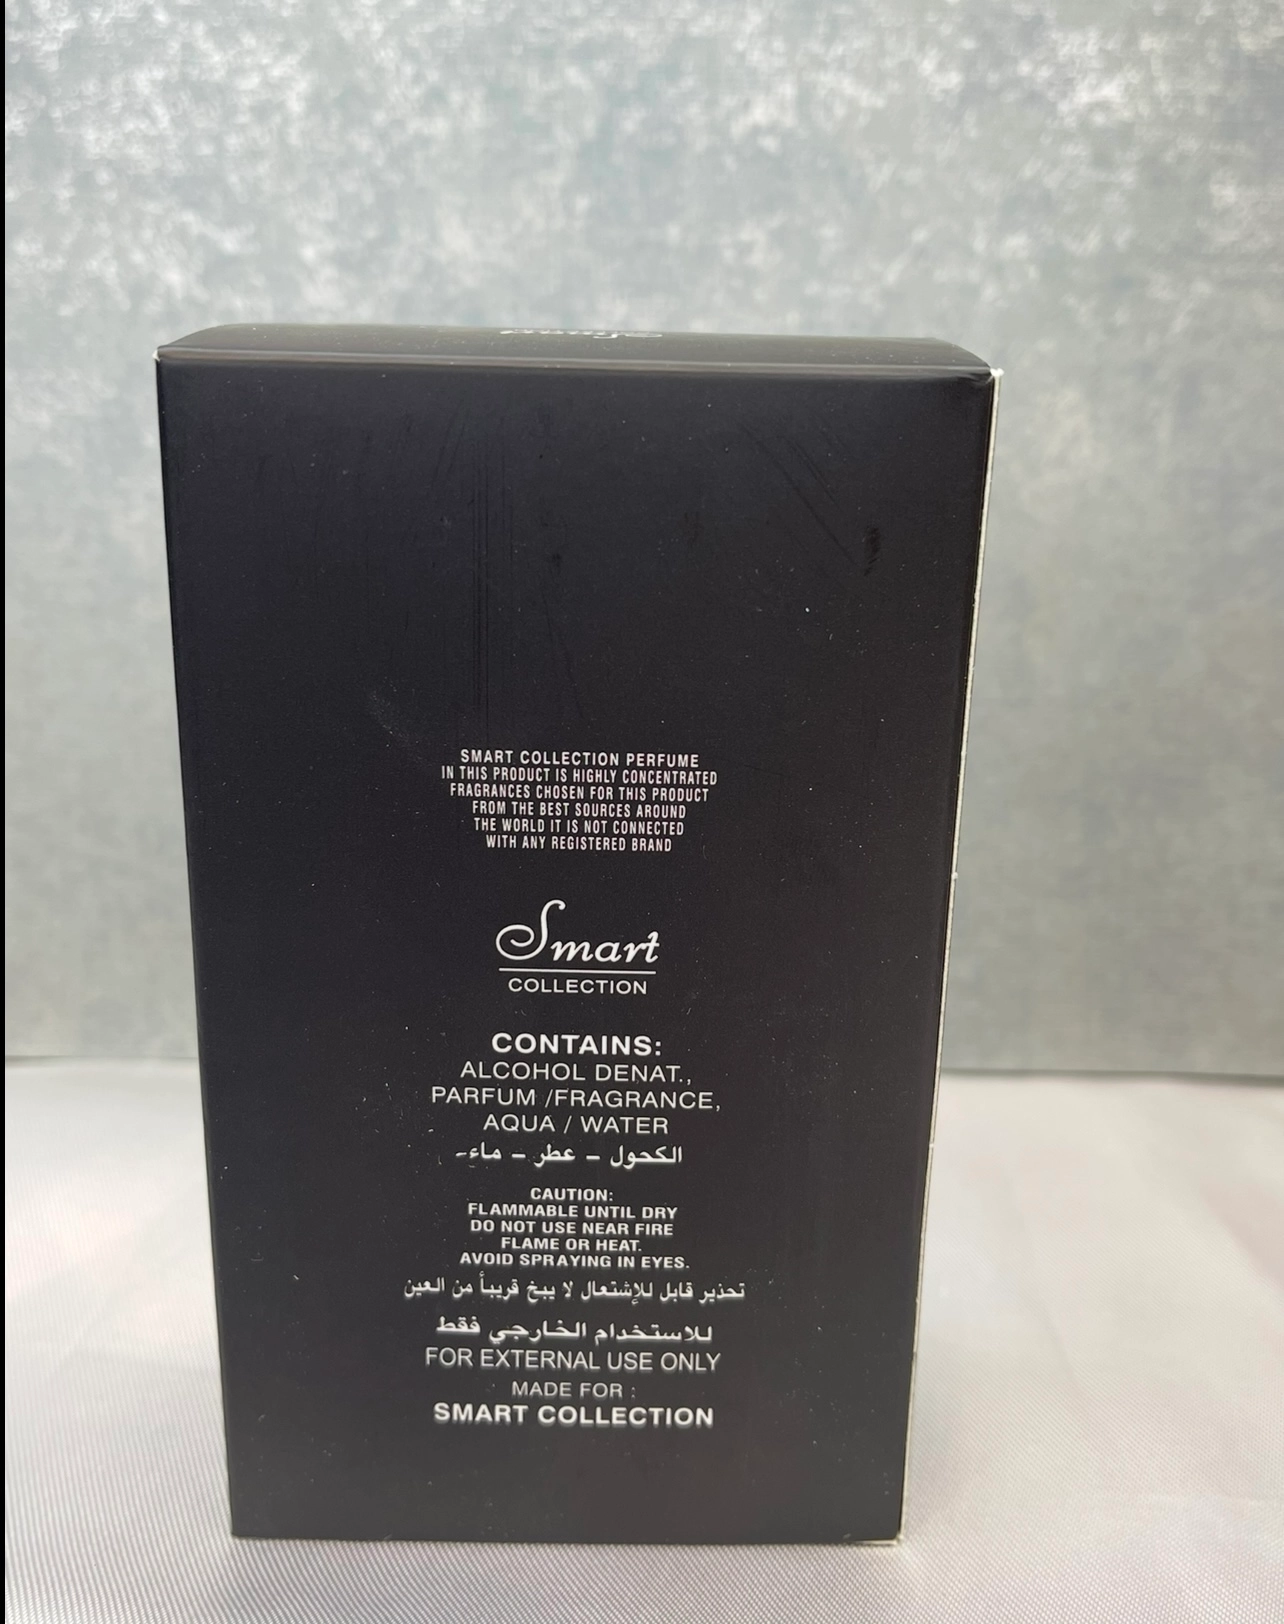 SMART COLLECTION PERFUME
IN THIS PRODUCT IS HIGHLY CONCENTRATED
FRAGRANCES CHOSEN FOR THIS PRODUCT
FROM THE BEST SOURCES AROUND
THE WORLD IT IS NOT CONNECTED
WITH ANY REGISTERED BRAND
Smart
COLLECTION
CONTAINS:
ALCOHOL DENAT.,
PARFUM /FRAGRANCE,
AQUA / WATER
الكحول - عطر - ماء-
CAUTION:
FLAMMABLE UNTIL DRY
DO NOT USE NEAR FIRE
FLAME OR HEAT.
AVOID SPRAYING IN EYES.
تحذير قابل للإشتعال لا يبخ قريباً من العين
للاستخدام الخارجي فقط
FOR EXTERNAL USE ONLY
MADE FOR :
SMART COLLECTION